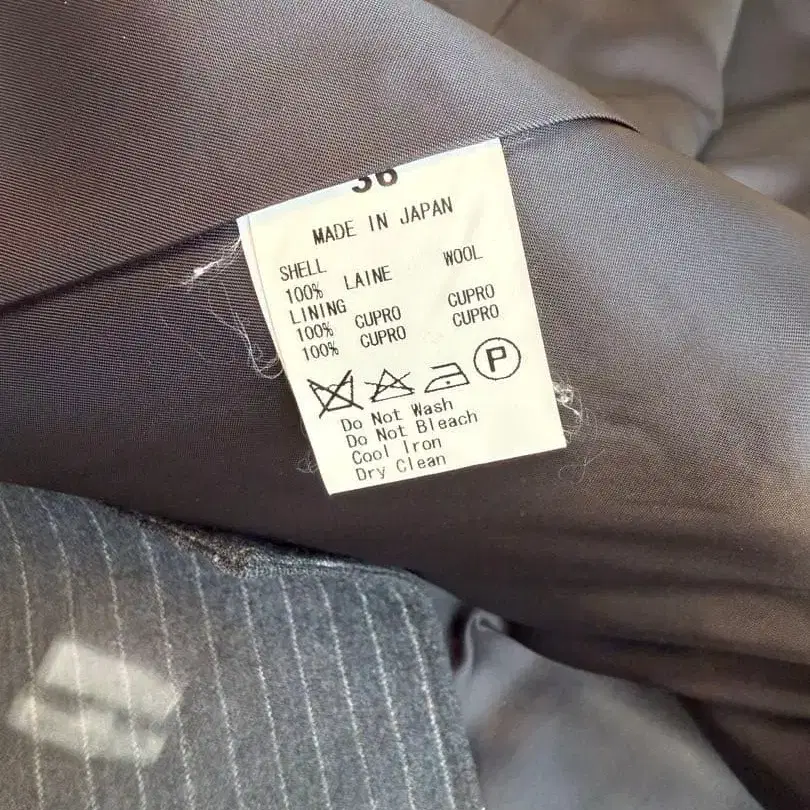 36
MADE IN JAPAN
SHELL
100% LAINE WOOL
LINING
100% CUPRO CUPRO
100% CUPRO CUPRO
P
Do Not Wash
Do Not Bleach
Cool Iron
Dry Clean